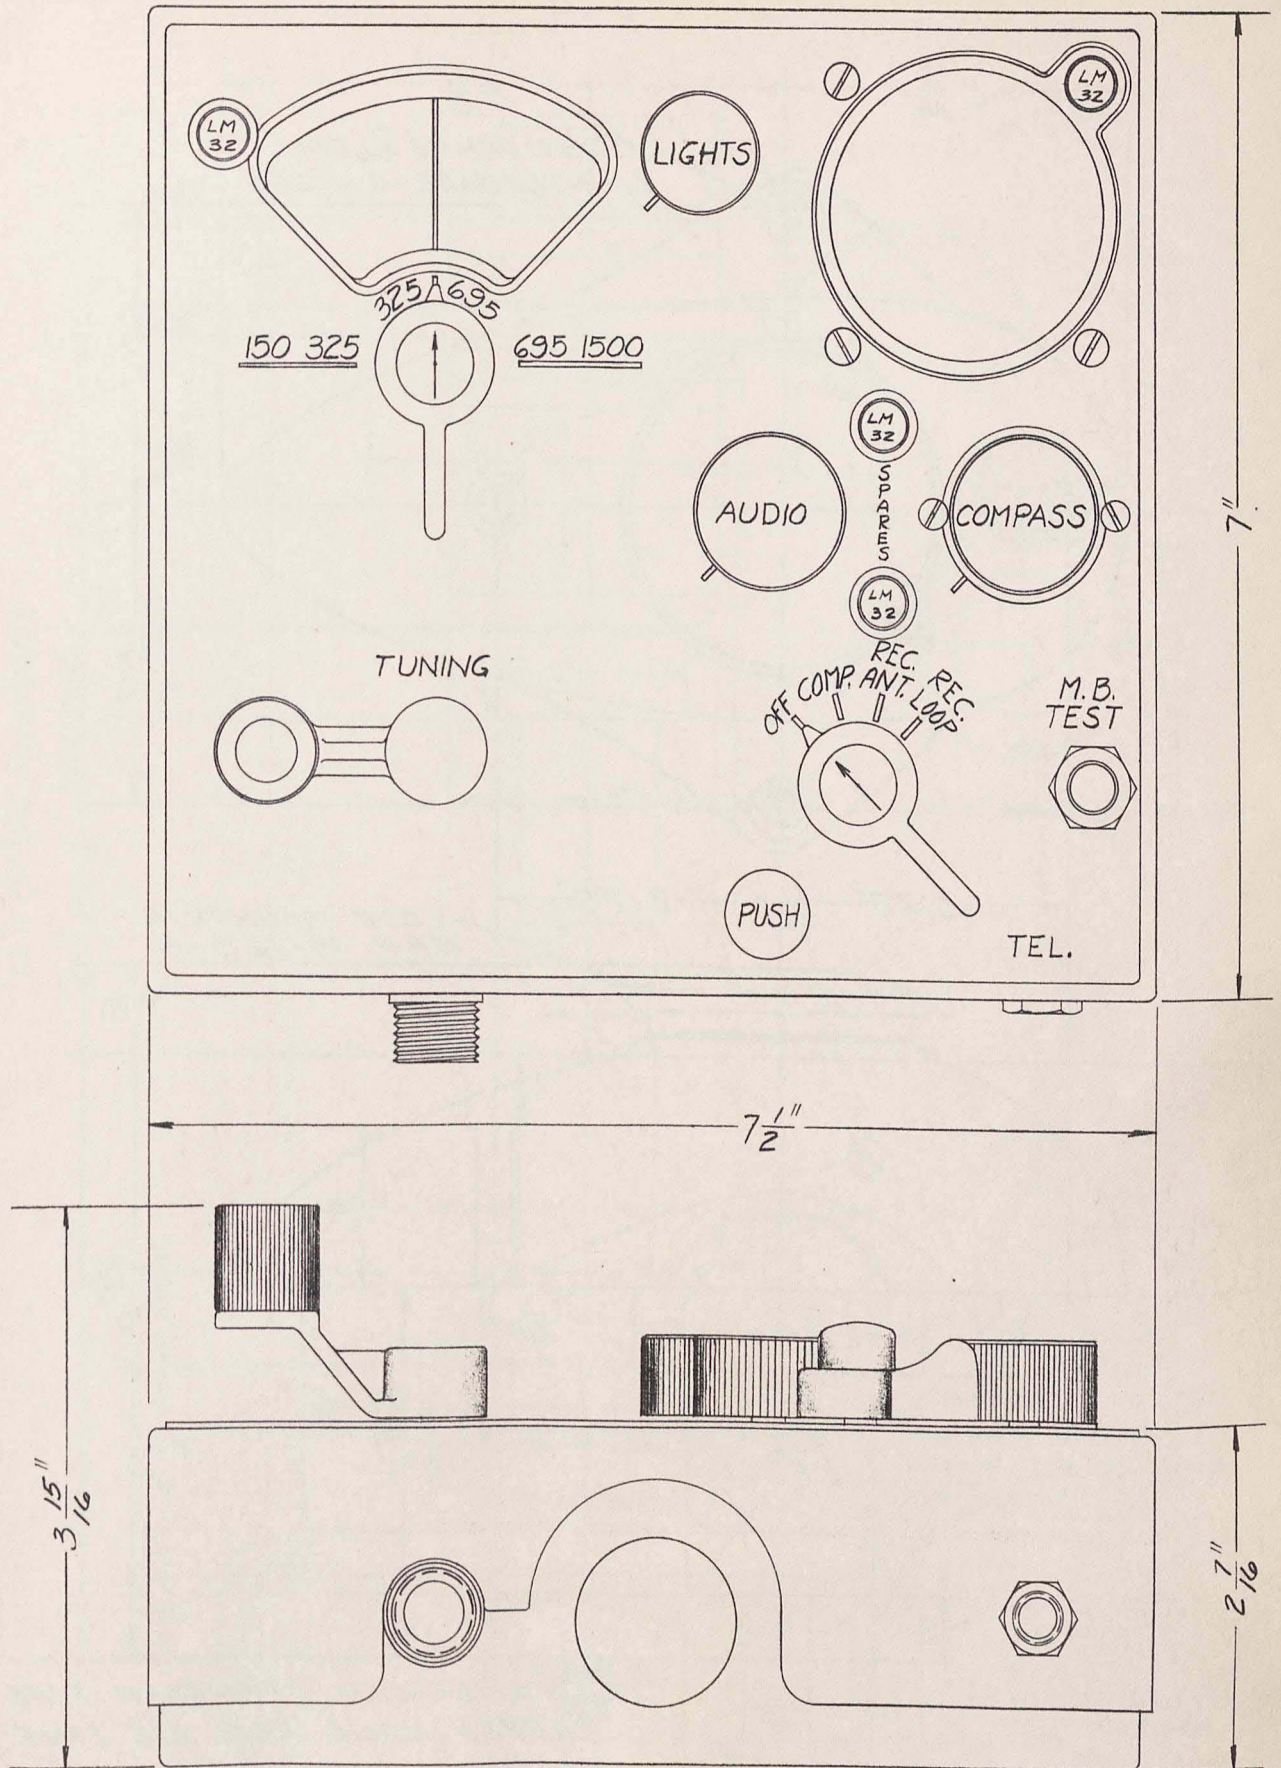 LM
32
LIGHTS
LM
32
325 695
150 325
695 1500
LM
32
SPARES
AUDIO
COMPASS
LM
32
7"
TUNING
OFF
COMP.
REC.
ANT.
REC.
LOOP
M.B.
TEST
PUSH
TEL.
7 1/2"
3 15/16"
2 7/16"